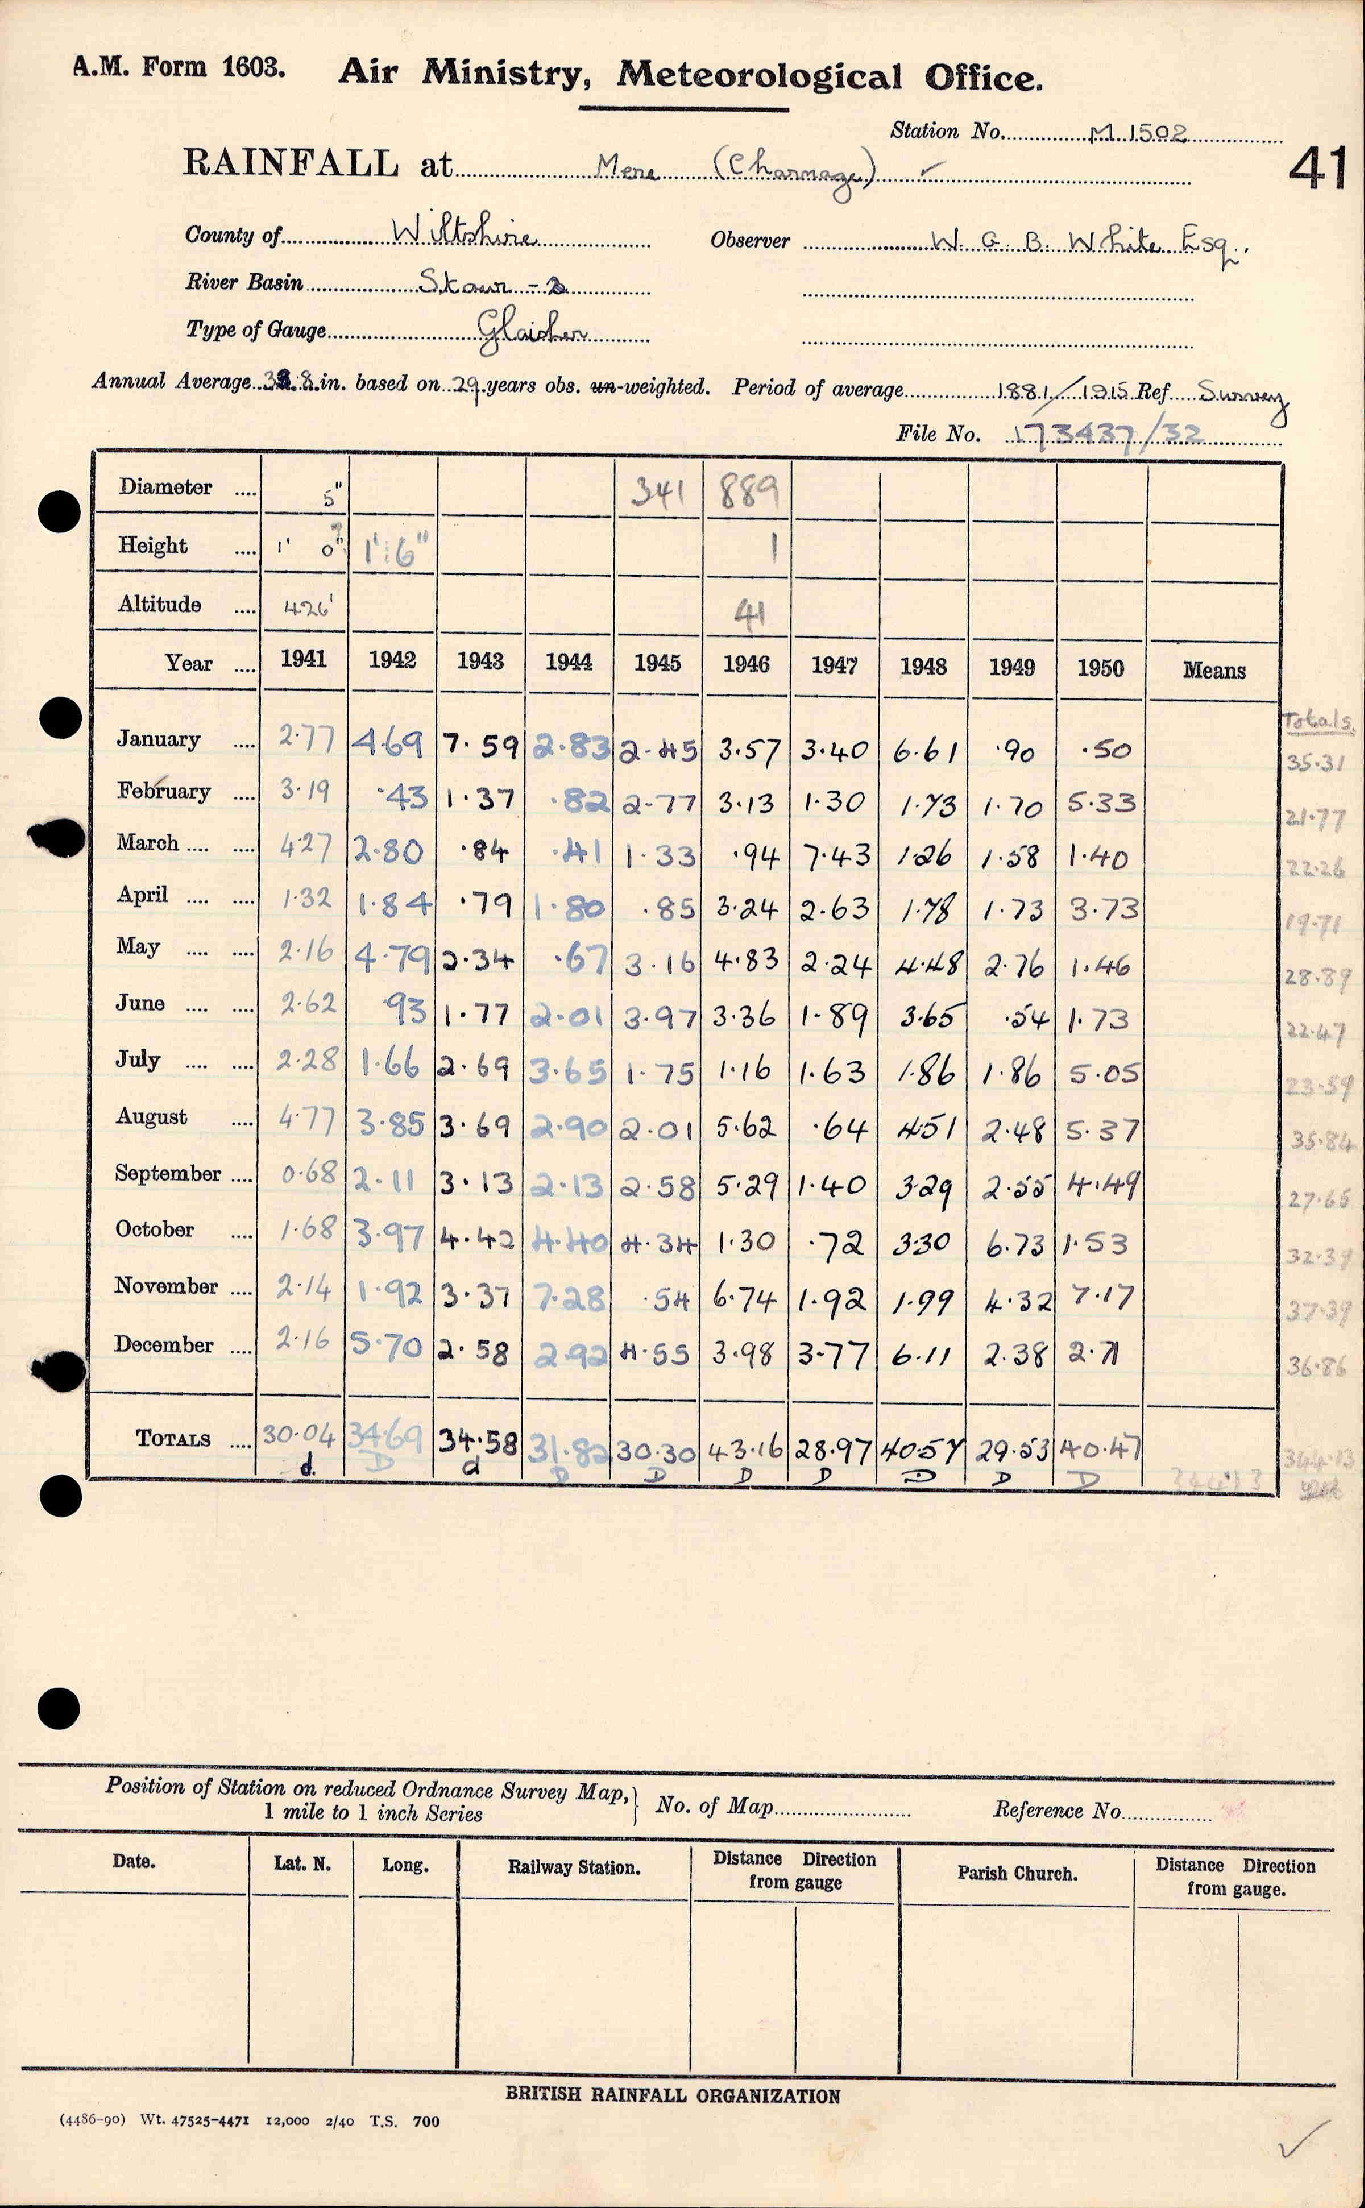 A.M. Form 1603. Air Ministry, Meteorological Office.
Station No. M 1502
41
RAINFALL at Mere (Charnage) ✓
County of Wiltshire Observer W. G. B. White Esq.
River Basin Stour -
Type of Gauge Glaisher
Annual Average 8 in. based on 29 years obs. un-weighted. Period of average 1881/1915 Ref Survey
File No. 173437/32
Diameter .... 5" 341 889
Height .... 1' 0" 1':6" 1
Altitude .... 426' 41
Year .... 1941 1942 1943 1944 1945 1946 1947 1948 1949 1950 Means
Totals.
January .... 2.77 4.69 7.59 2.83 2.45 3.57 3.40 6.61 .90 .50 35.31
February .... 3.19 .43 1.37 .82 2.77 3.13 1.30 1.73 1.70 5.33 21.77
March .... .... 4.27 2.80 .84 .41 1.33 .94 7.43 1.26 1.58 1.40 22.26
April .... .... 1.32 1.84 .79 1.80 .85 3.24 2.63 1.78 1.73 3.73 19.71
May .... .... 2.16 4.79 2.34 .67 3.16 4.83 2.24 4.48 2.76 1.46 28.89
June .... .... 2.62 .93 1.77 2.01 3.97 3.36 1.89 3.65 .54 1.73 22.47
July .... .... 2.28 1.66 2.69 3.65 1.75 1.16 1.63 1.86 1.86 5.05 23.59
August .... 4.77 3.85 3.69 2.90 2.01 5.62 .64 4.51 2.48 5.37 35.84
September .... 0.68 2.11 3.13 2.13 2.58 5.29 1.40 3.29 2.55 4.49 27.65
October .... 1.68 3.97 4.42 4.40 4.34 1.30 .72 3.30 6.73 1.53 32.39
November .... 2.14 1.92 3.37 7.28 .54 6.74 1.92 1.99 4.32 7.17 37.39
December .... 2.16 5.70 2.58 2.92 4.55 3.98 3.77 6.11 2.38 2.71 36.86
TOTALS .... 30.04 34.69 34.58 31.82 30.30 43.16 28.97 40.57 29.53 40.47 344.13
d. D d D D D D D D D 344.13
Position of Station on reduced Ordnance Survey Map,
1 mile to 1 inch Series
No. of Map Reference No.
Date. Lat. N. Long. Railway Station. Distance Direction from gauge Parish Church. Distance Direction from gauge.
BRITISH RAINFALL ORGANIZATION
(4486-90) Wt. 47525-4471 12,000 2/40 T.S. 700
✓